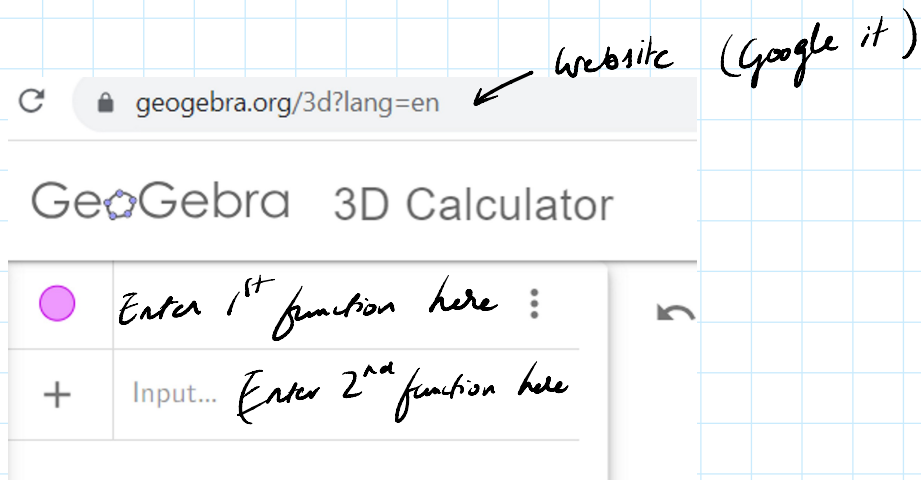 website (Google it)
geogebra.org/3d?lang=en
GeoGebra 3D Calculator
Enter 1st function here
Input... Enter 2nd function here